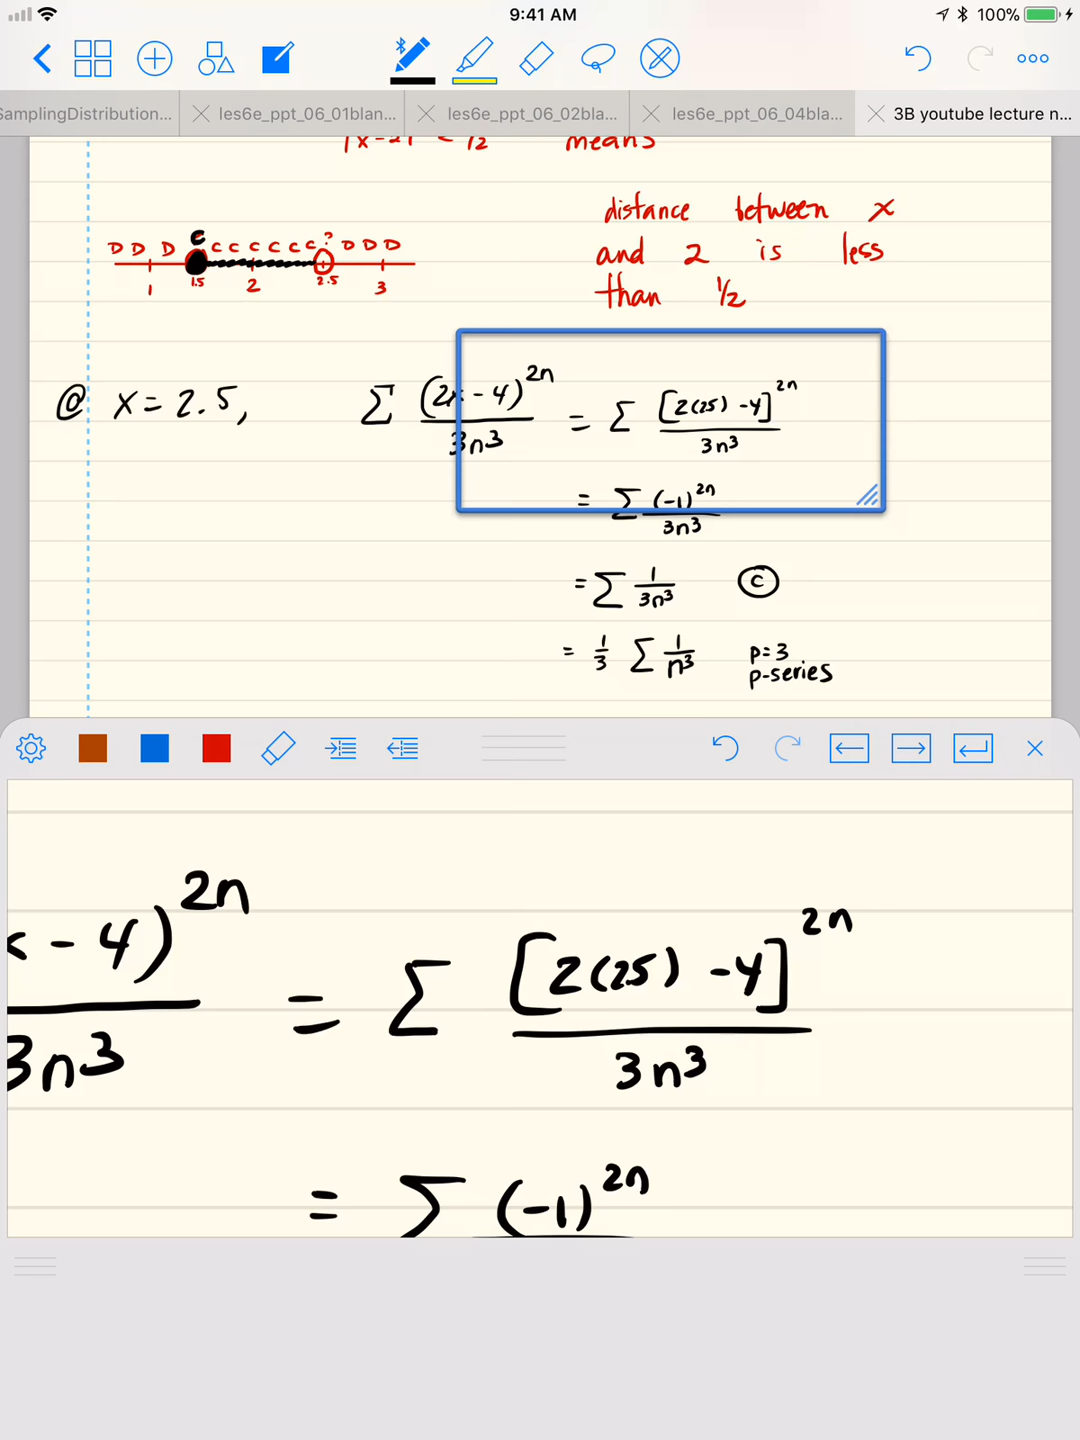 9:41 AM
100%
SamplingDistribution...
les6e_ppt_06_01blan...
les6e_ppt_06_02bla...
les6e_ppt_06_04bla...
3B youtube lecture n...
|x-2| < 1/2 means
distance between x
and 2 is less
than 1/2
D D D C C C C C C C ? D D D
1 1.5 2 2.5 3
@ x = 2.5, Σ (2x-4)^2n / 3n³ = Σ [2(25) -4]^2n / 3n³
= Σ (-1)^2n / 3n³
= Σ 1/3n³ Ⓒ
= 1/3 Σ 1/n³ p=3
p-series
x - 4)^2n / 3n³ = Σ [2(25) -4]^2n / 3n³
= Σ (-1)^2n